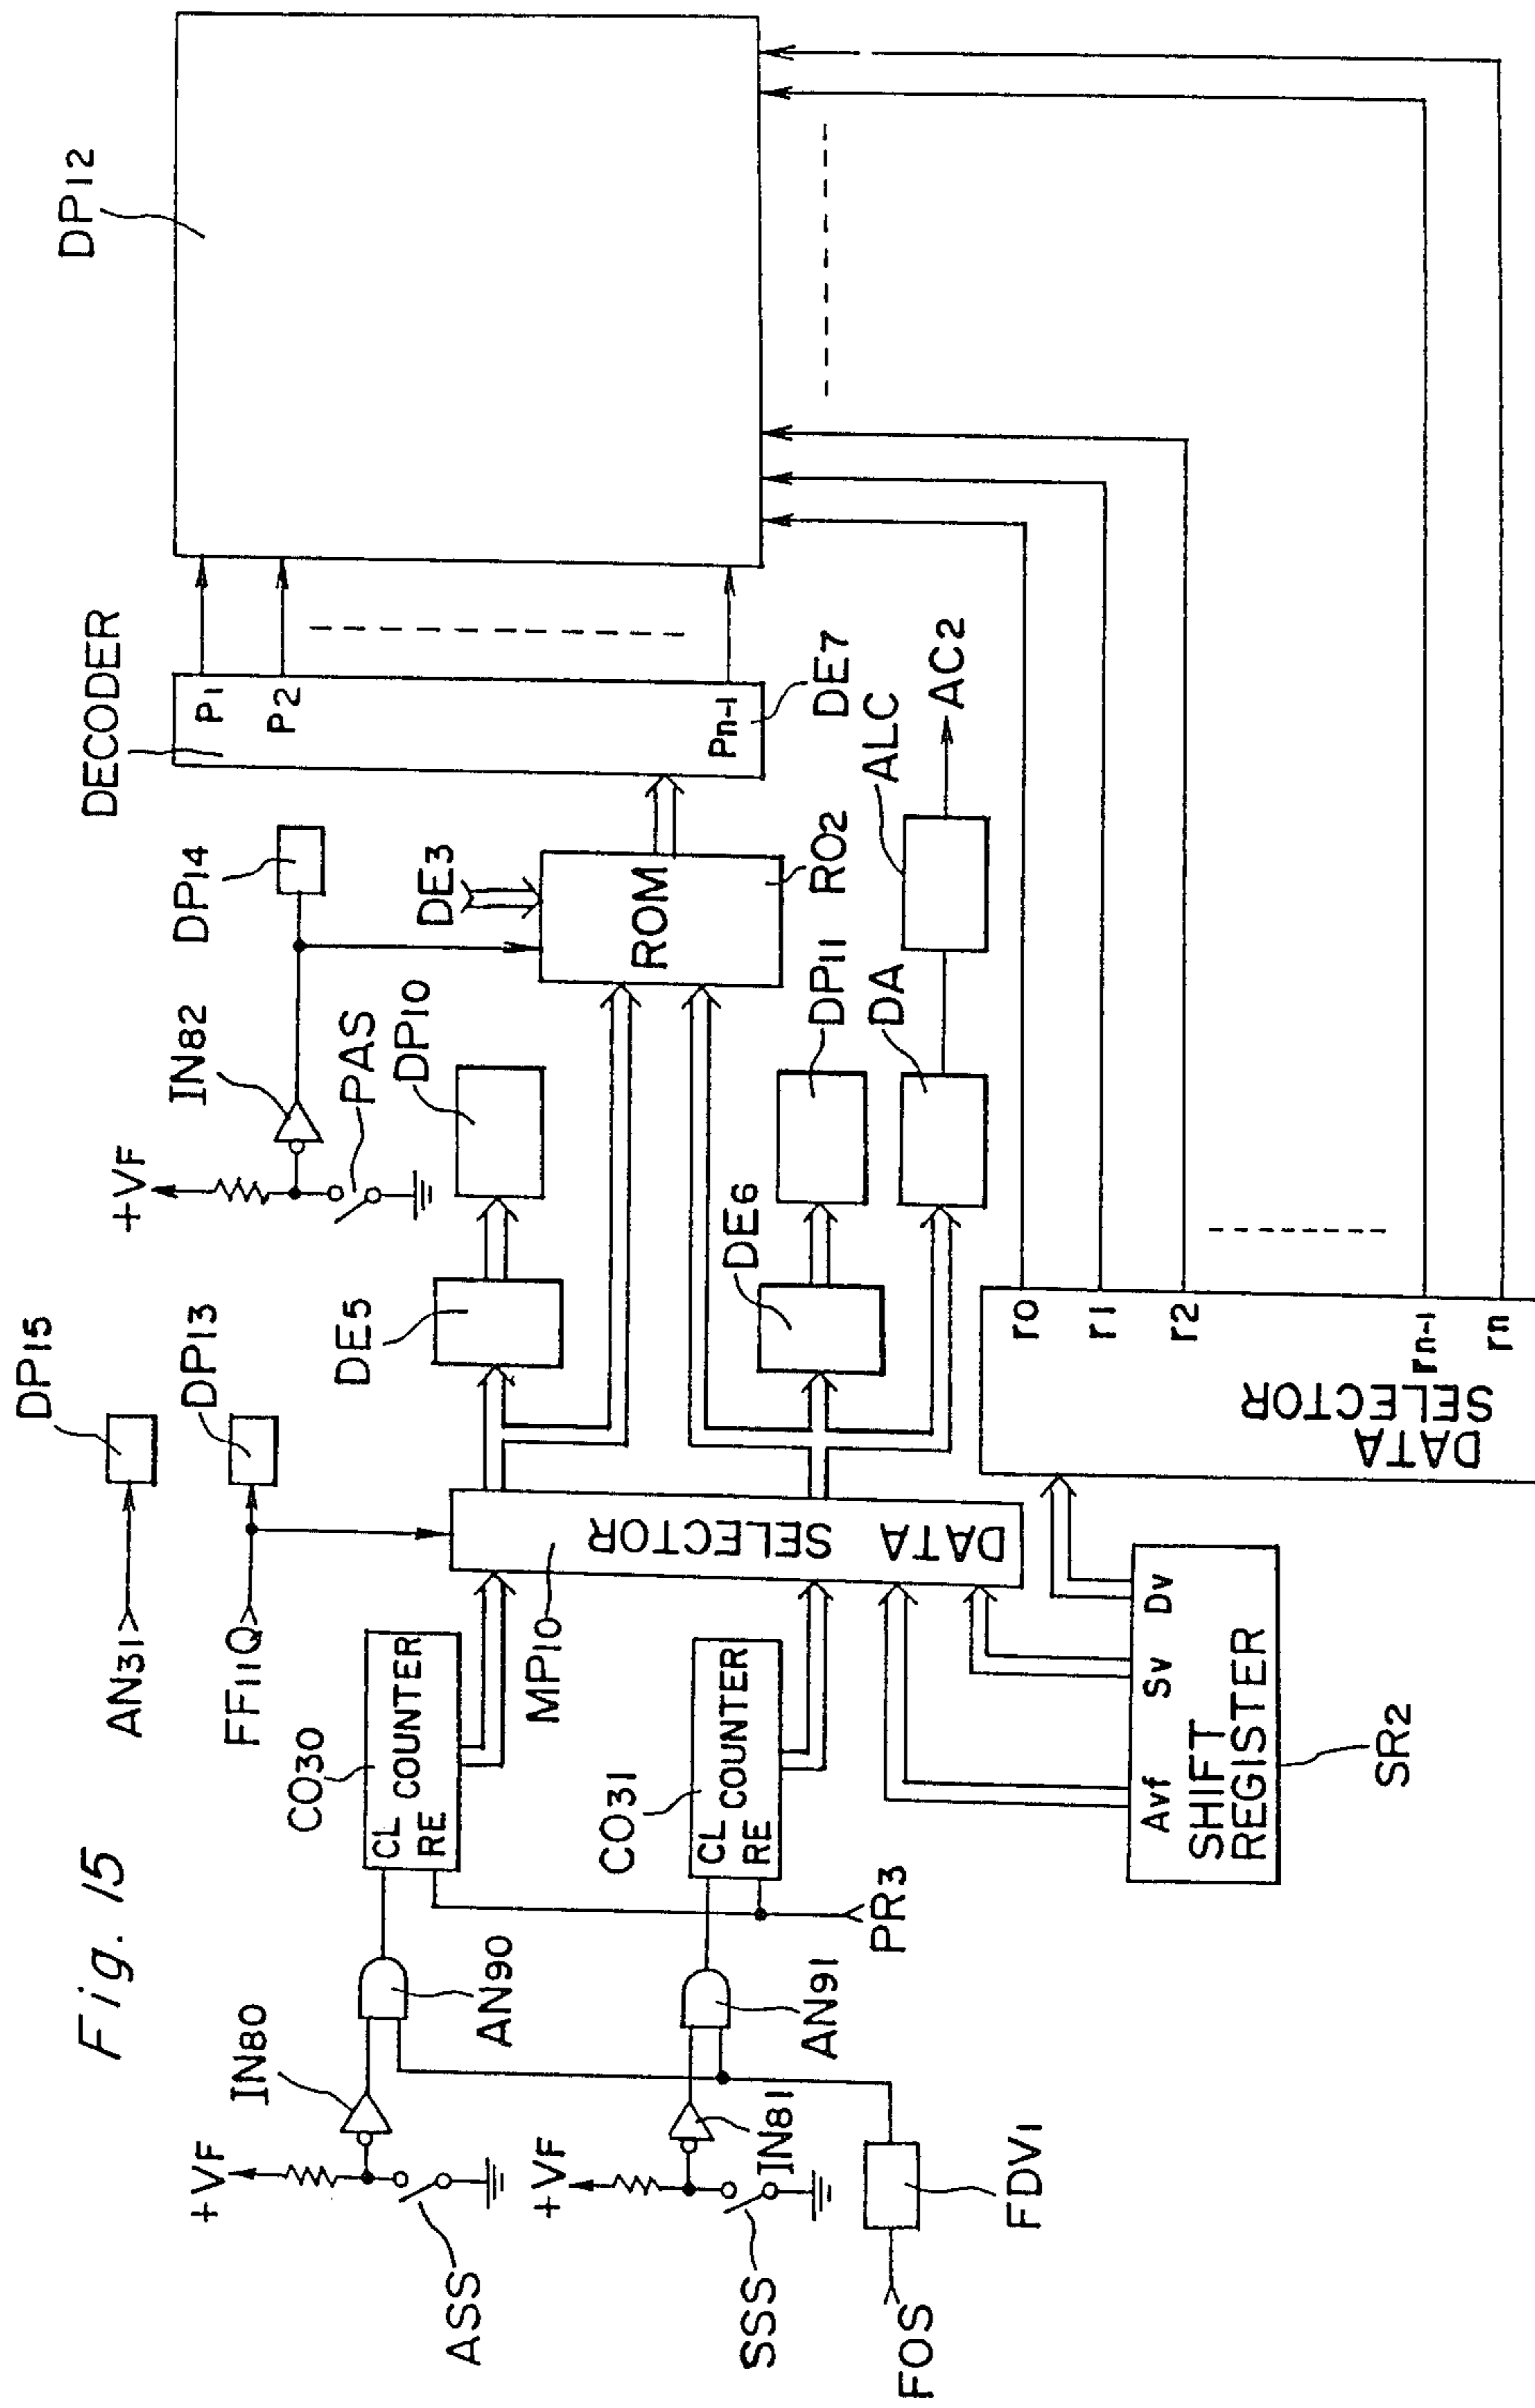 Fig. 15
DP15
AN31
DP13
FF11Q
+VF
IN82
PAS
DP14
DECODER
DP12
P1
P2
Pn-1
DE7
DE3
ROM
RO2
DP10
DE5
+VF
IN80
ASS
AN90
CO30
COUNTER
CL
RE
MP10
DATA SELECTOR
DE6
DP11
DA
ALC
AC2
+VF
IN81
SSS
AN91
CO31
COUNTER
CL
RE
PR3
FOS
FDV1
Avf
Sv
Dv
SHIFT
REGISTER
SR2
DATA
SELECTOR
r0
r1
r2
rn-1
rn